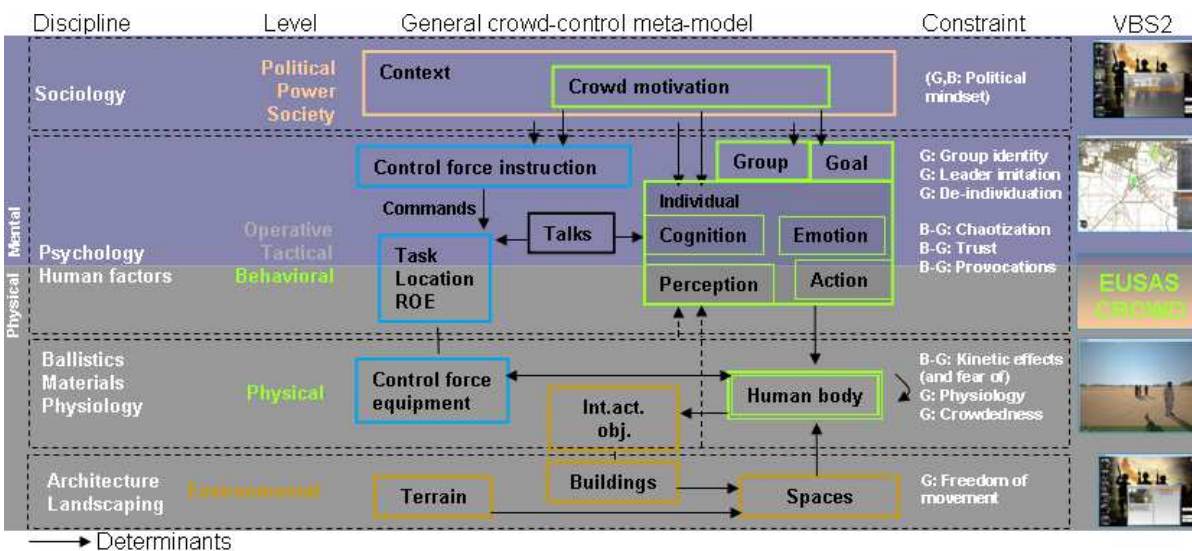 Discipline
Level
General crowd-control meta-model
Constraint
VBS2
Mental
Physical
Sociology
Political
Power
Society
Context
Crowd motivation
(G,B: Political
mindset)
Psychology
Human factors
Operative
Tactical
Behavioral
Control force instruction
Commands
Task
Location
ROE
Talks
Group
Goal
Individual
Cognition
Emotion
Perception
Action
G: Group identity
G: Leader imitation
G: De-individuation
B-G: Chaotization
B-G: Trust
B-G: Provocations
EUSAS
CROWD
Ballistics
Materials
Physiology
Physical
Control force
equipment
Int.act.
obj.
Human body
B-G: Kinetic effects
(and fear of)
G: Physiology
G: Crowdedness
Architecture
Landscaping
Environmental
Terrain
Buildings
Spaces
G: Freedom of
movement
Determinants